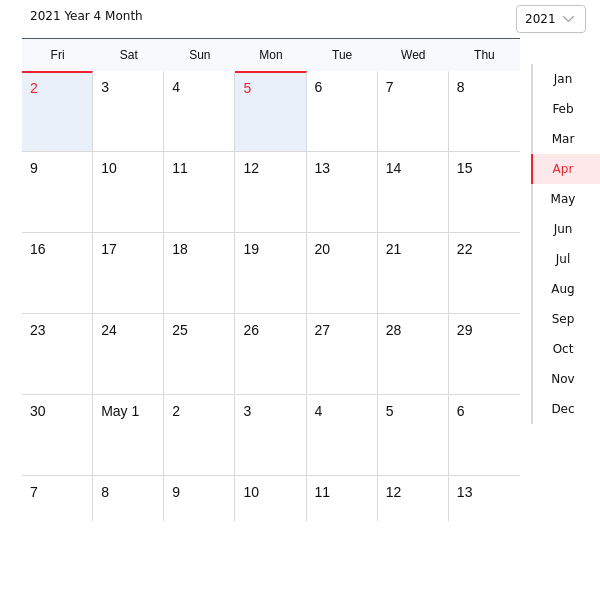 2021 Year 4 Month
2021
Fri Sat Sun Mon Tue Wed Thu
2 3 4 5 6 7 8
9 10 11 12 13 14 15
16 17 18 19 20 21 22
23 24 25 26 27 28 29
30 May 1 2 3 4 5 6
7 8 9 10 11 12 13
Jan
Feb
Mar
Apr
May
Jun
Jul
Aug
Sep
Oct
Nov
Dec